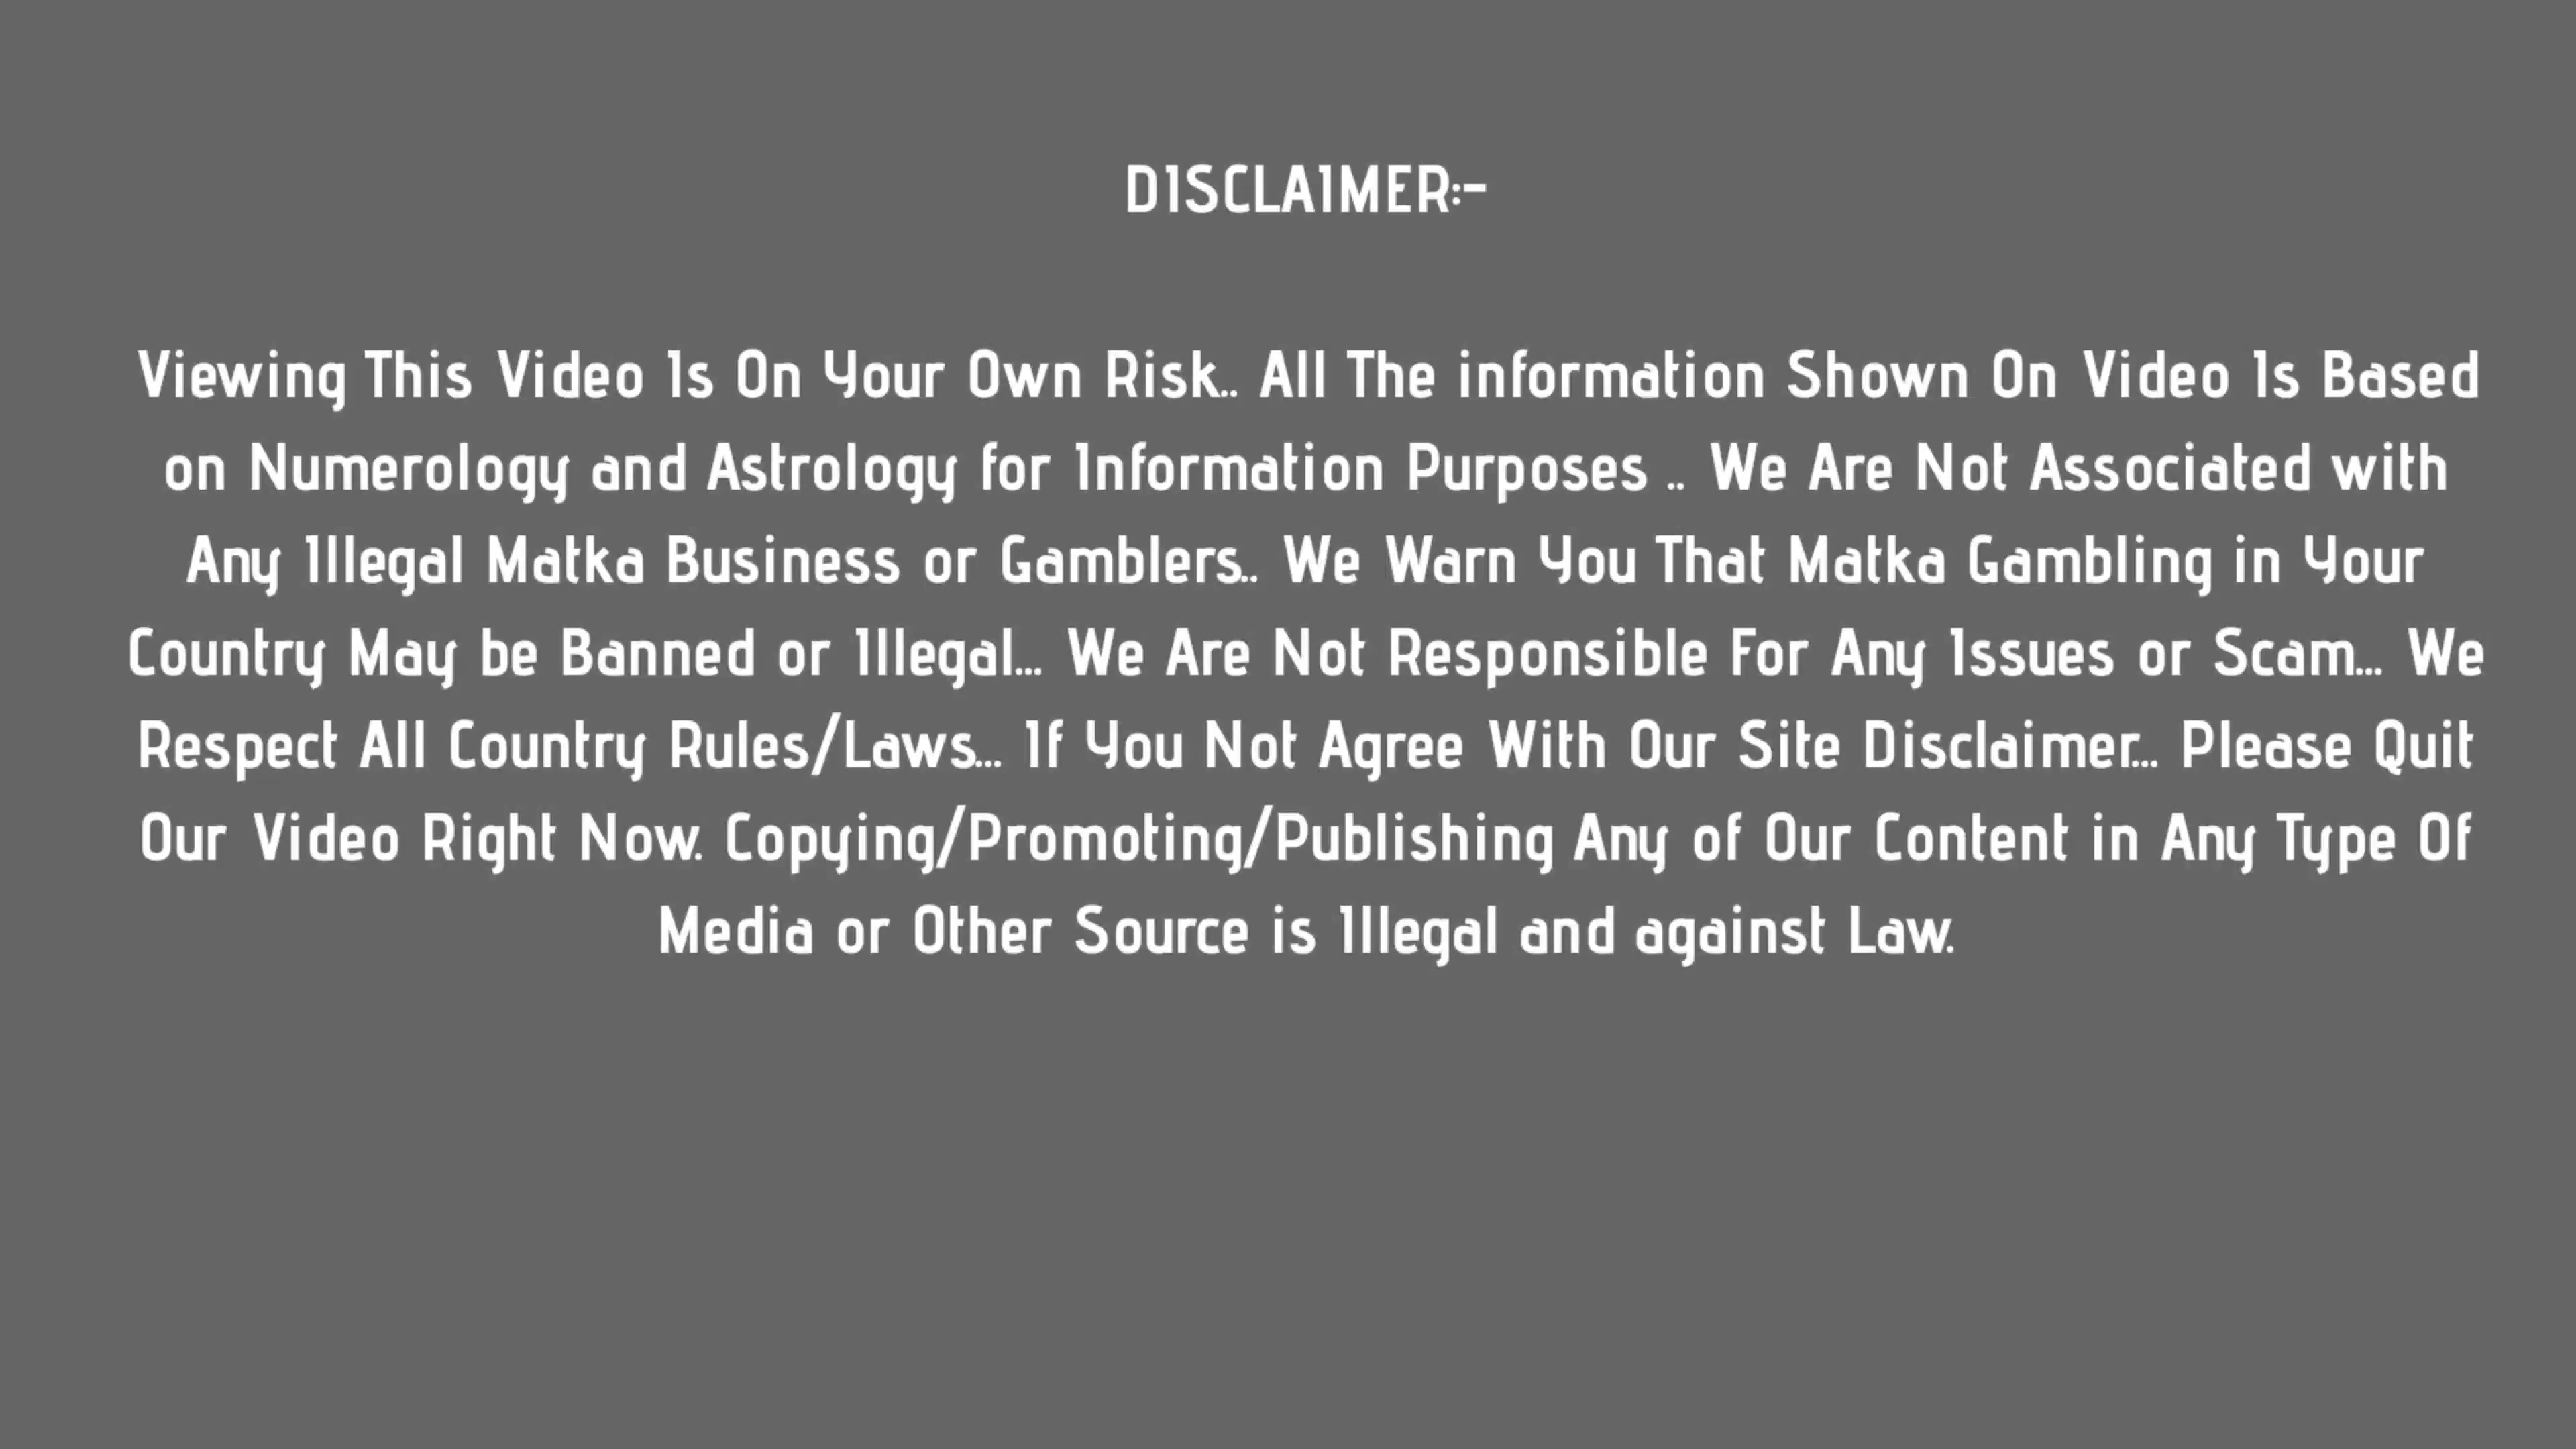 DISCLAIMER:-
Viewing This Video Is On Your Own Risk.. All The information Shown On Video Is Based
on Numerology and Astrology for Information Purposes .. We Are Not Associated with
Any Illegal Matka Business or Gamblers.. We Warn You That Matka Gambling in Your
Country May be Banned or Illegal... We Are Not Responsible For Any Issues or Scam... We
Respect All Country Rules/Laws... If You Not Agree With Our Site Disclaimer... Please Quit
Our Video Right Now. Copying/Promoting/Publishing Any of Our Content in Any Type Of
Media or Other Source is Illegal and against Law.